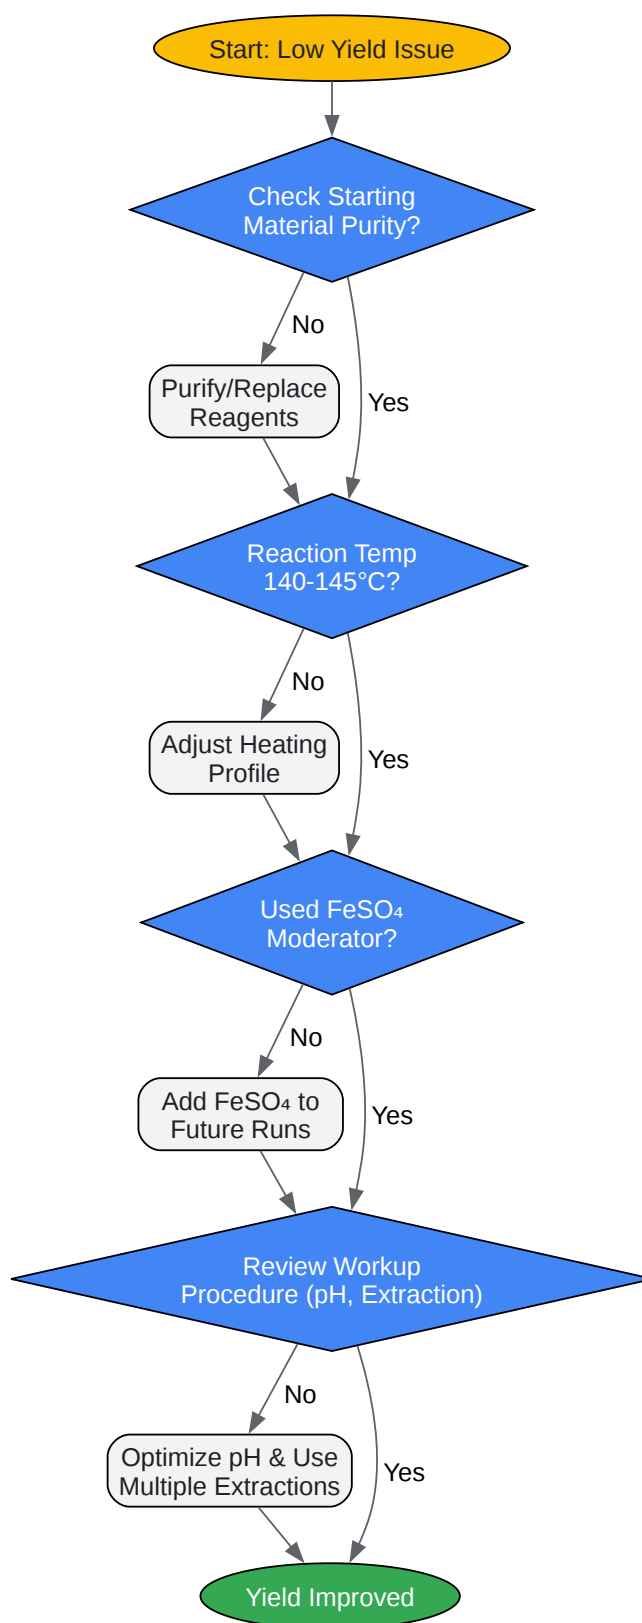 Start: Low Yield Issue
Check Starting
Material Purity?
No
Yes
Purify/Replace
Reagents
Reaction Temp
140-145°C?
No
Yes
Adjust Heating
Profile
Used FeSO₄
Moderator?
No
Yes
Add FeSO₄ to
Future Runs
Review Workup
Procedure (pH, Extraction)
No
Yes
Optimize pH & Use
Multiple Extractions
Yield Improved